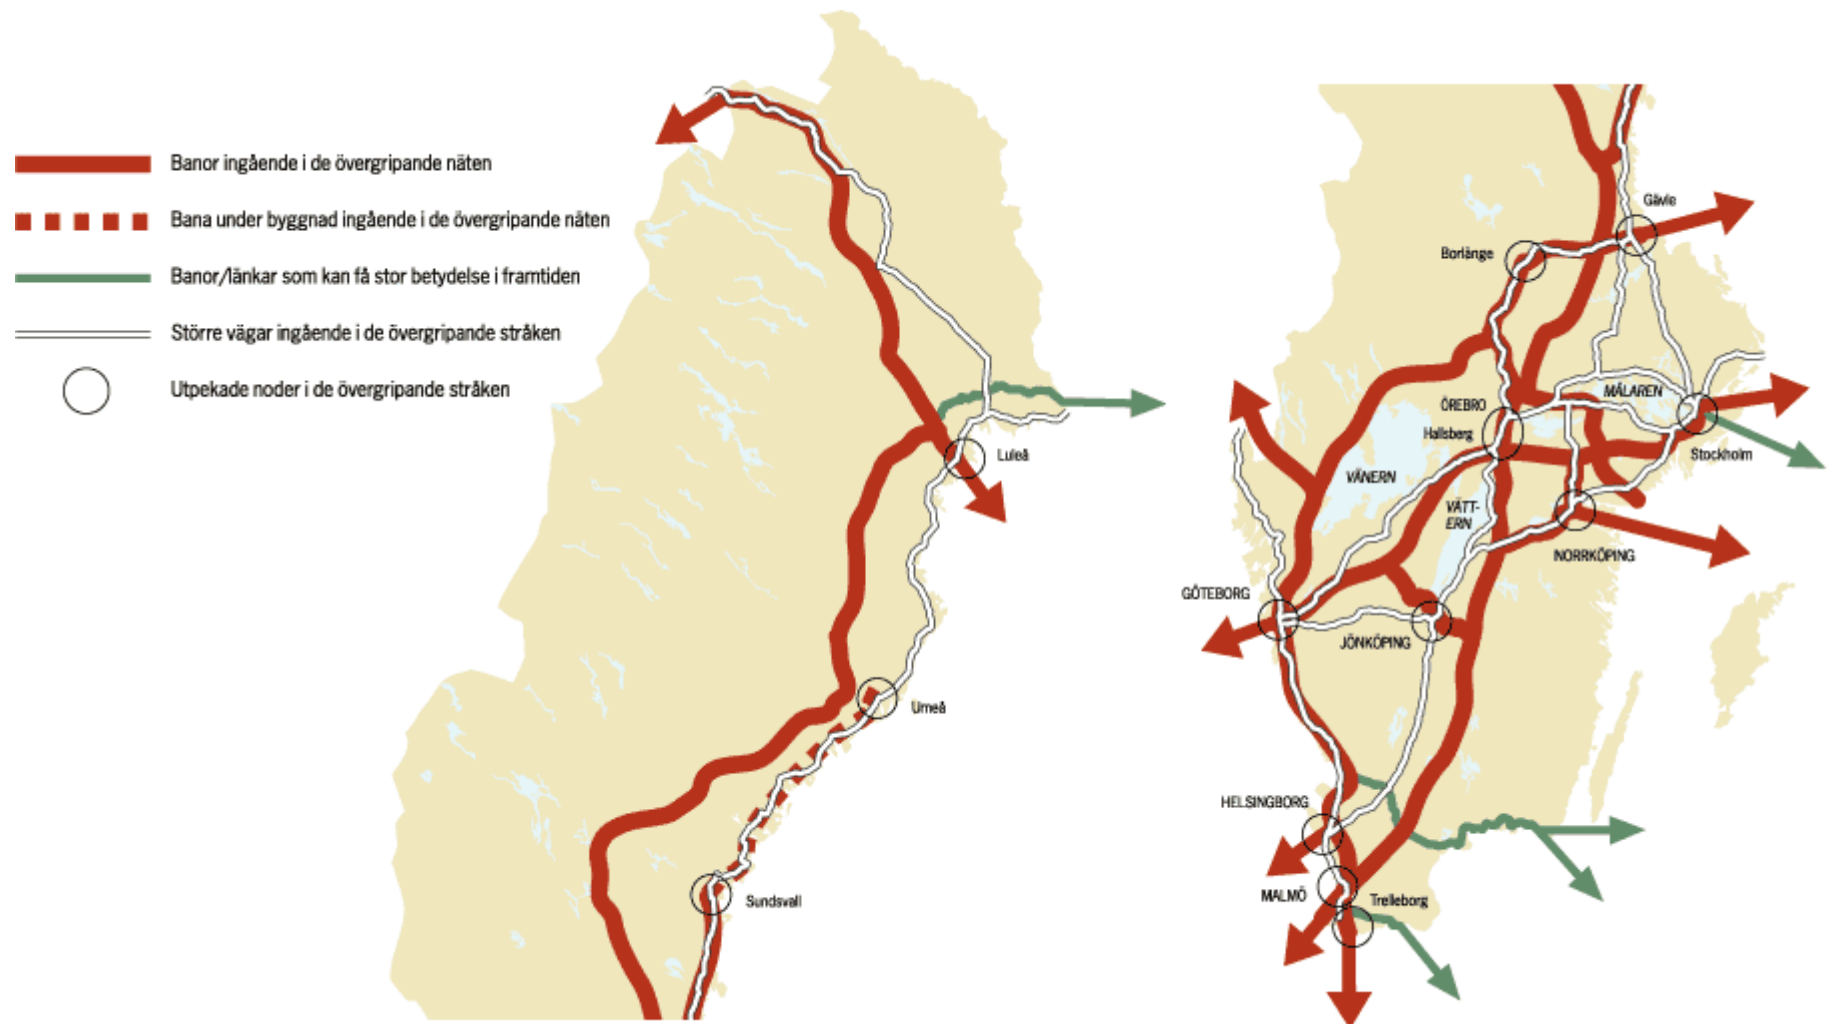 Banor ingående i de övergripande näten
Bana under byggnad ingående i de övergripande näten
Banor/länkar som kan få stor betydelse i framtiden
Större vägar ingående i de övergripande stråken
Utpekade noder i de övergripande stråken
Luleå
Umeå
Sundsvall
Gävle
Borlänge
MÄLAREN
ÖREBRO
Hallsberg
Stockholm
VÄNERN
VÄTT-
ERN
NORRKÖPING
GÖTEBORG
JÖNKÖPING
HELSINGBORG
MALMÖ
Trelleborg